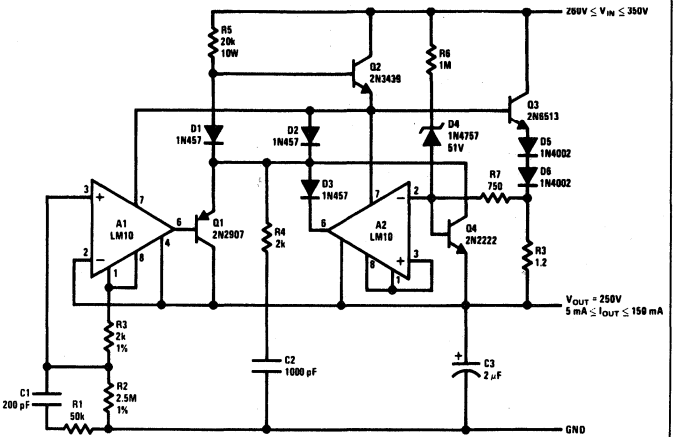 260V ≤ VIN ≤ 350V
R5
20k
10W
Q2
2N3439
R6
1M
Q3
2N6513
D1
1N457
D2
1N457
D4
1N4757
51V
D5
1N4002
D6
1N4002
R7
750
D3
1N457
3
+
7
A1
LM10
6
4
2
−
1
8
Q1
2N2907
R4
2k
7
2
−
6
A2
LM10
+
3
8
1
Q4
2N2222
R3
1.2
VOUT = 250V
5 mA ≤ IOUT ≤ 150 mA
R3
2k
1%
C2
1000 pF
+
C3
2 μF
C1
200 pF
R2
2.5M
1%
R1
50k
GND